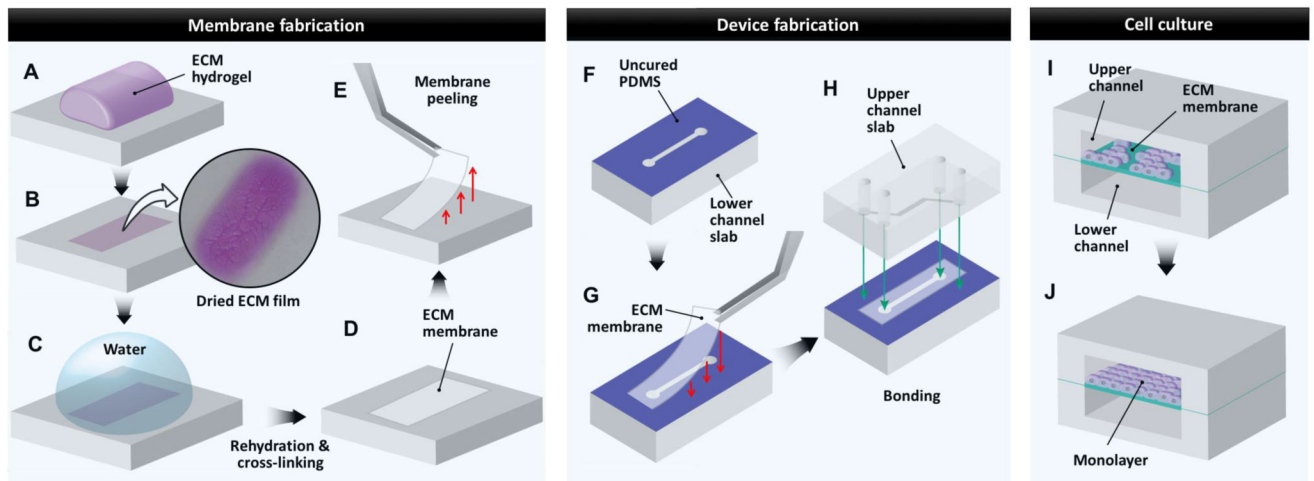 Membrane fabrication
A
ECM
hydrogel
B
Dried ECM film
C
Water
Rehydration &
cross-linking
D
ECM
membrane
E
Membrane
peeling
Device fabrication
F
Uncured
PDMS
Lower
channel
slab
G
ECM
membrane
H
Upper
channel
slab
Bonding
Cell culture
I
Upper
channel
ECM
membrane
Lower
channel
J
Monolayer